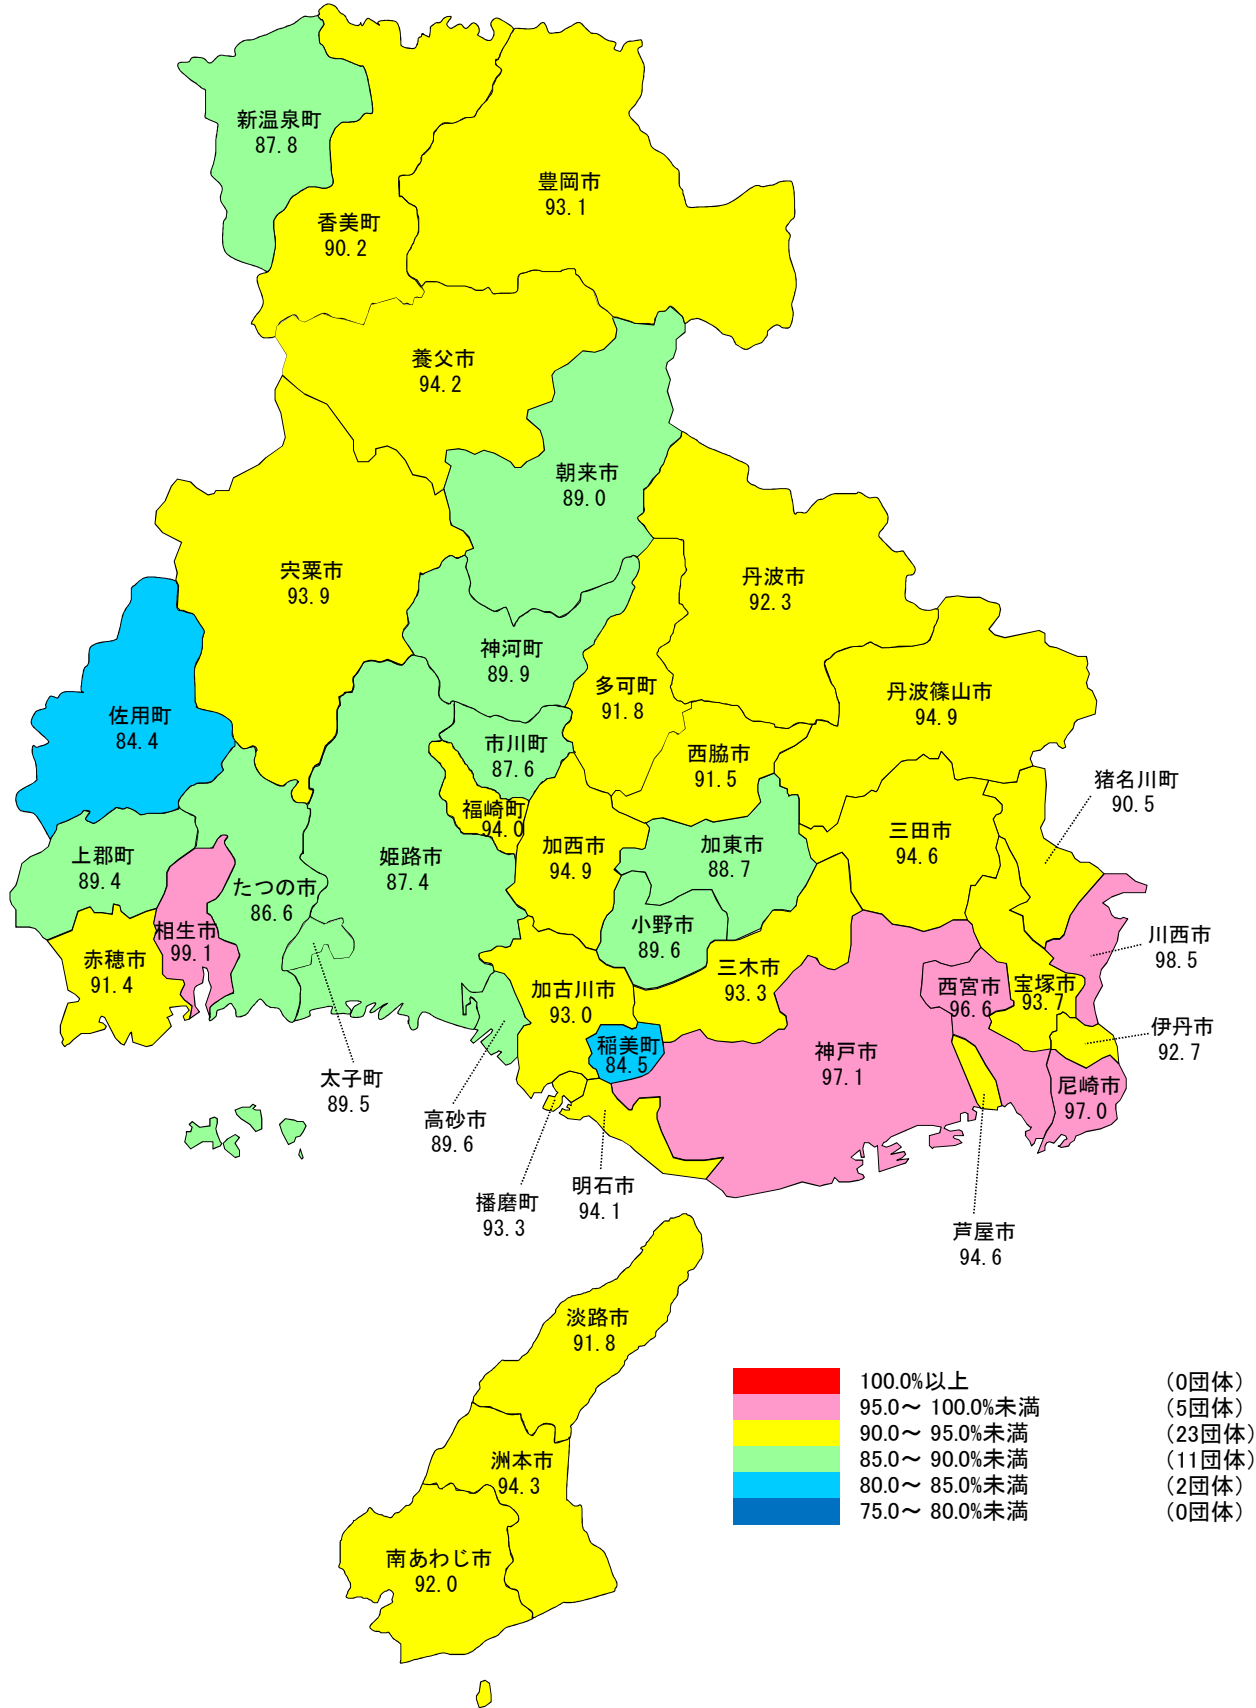 新温泉町
87.8
豊岡市
93.1
香美町
90.2
養父市
94.2
朝来市
89.0
宍粟市
93.9
丹波市
92.3
神河町
89.9
多可町
91.8
丹波篠山市
94.9
佐用町
84.4
市川町
87.6
西脇市
91.5
猪名川町
90.5
福崎町
94.0
三田市
94.6
上郡町
89.4
姫路市
87.4
加西市
94.9
加東市
88.7
たつの市
86.6
相生市
99.1
小野市
89.6
川西市
98.5
赤穂市
91.4
三木市
93.3
加古川市
93.0
西宮市
96.6
宝塚市
93.7
伊丹市
92.7
稲美町
84.5
神戸市
97.1
尼崎市
97.0
太子町
89.5
高砂市
89.6
播磨町
93.3
明石市
94.1
芦屋市
94.6
淡路市
91.8
洲本市
94.3
南あわじ市
92.0
100.0%以上 (0団体)
95.0～ 100.0%未満 (5団体)
90.0～ 95.0%未満 (23団体)
85.0～ 90.0%未満 (11団体)
80.0～ 85.0%未満 (2団体)
75.0～ 80.0%未満 (0団体)